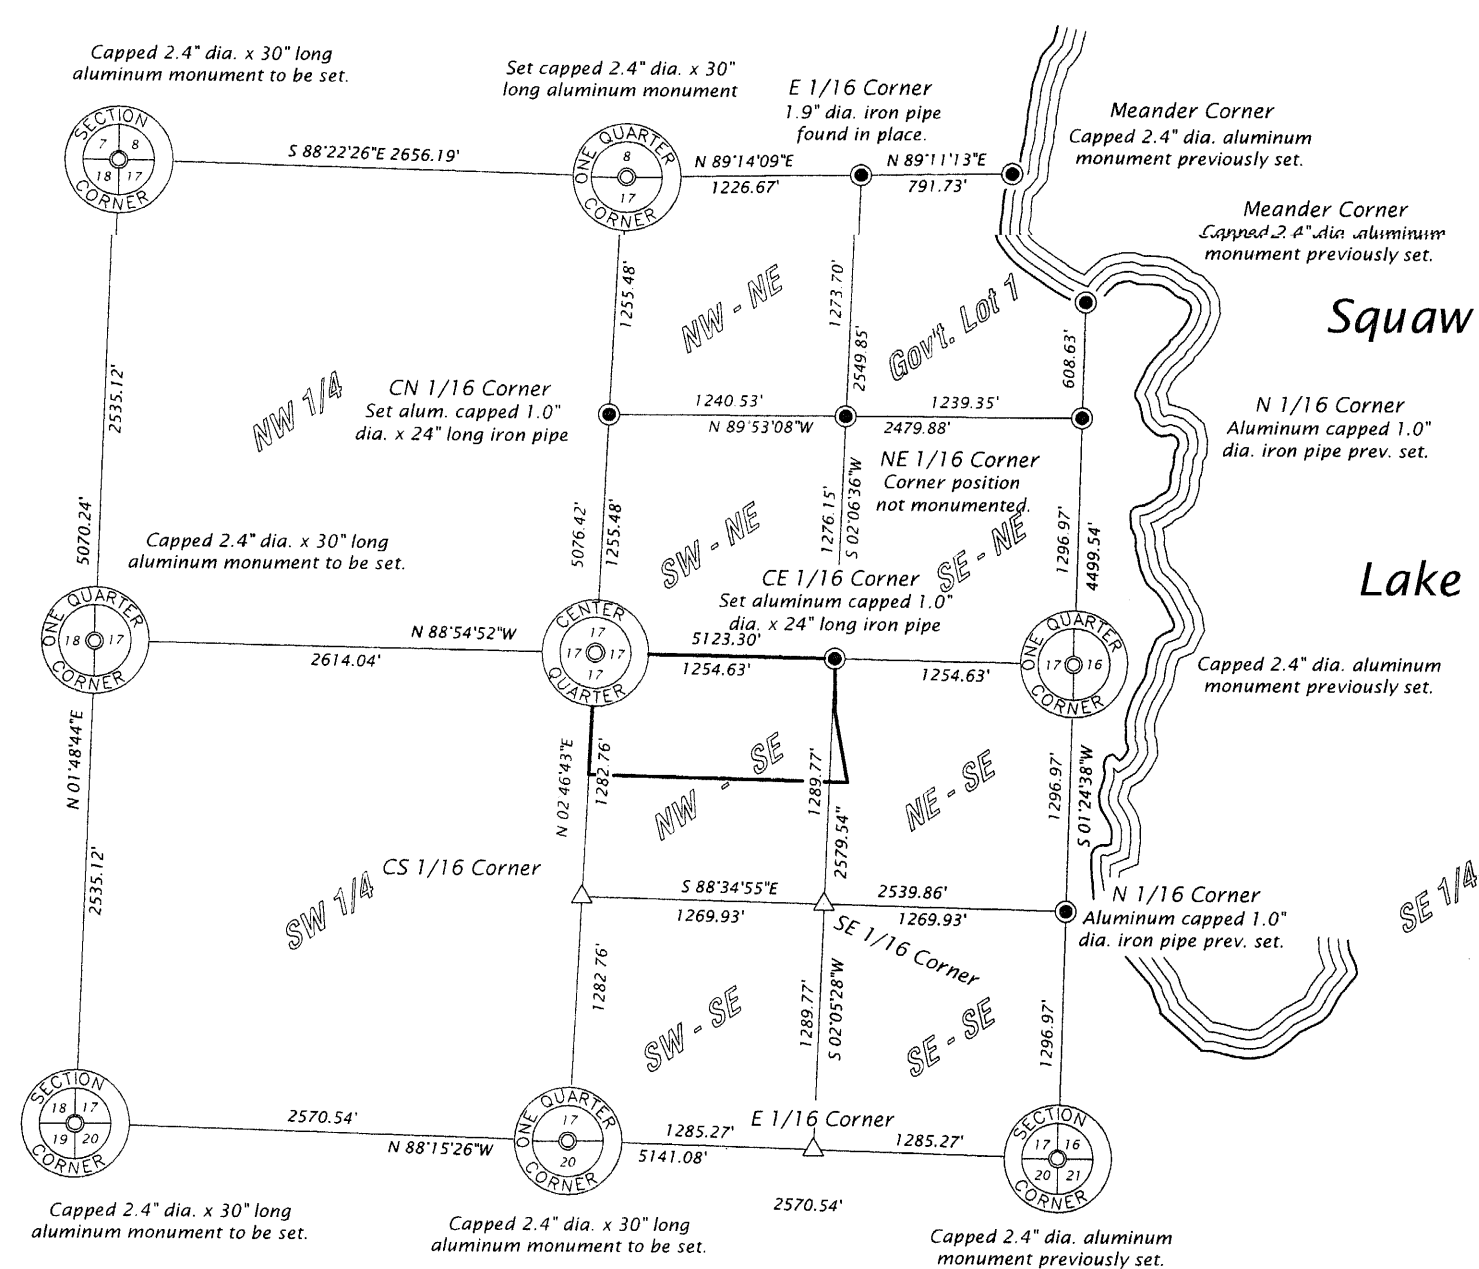 Capped 2.4" dia. x 30" long
aluminum monument to be set.
Set capped 2.4" dia. x 30"
long aluminum monument
E 1/16 Corner
1.9" dia. iron pipe
found in place.
Meander Corner
Capped 2.4" dia. aluminum
monument previously set.
SECTION
7 8
18 17
CORNER
S 88°22'26"E 2656.19'
ONE QUARTER
8
17
CORNER
N 89°14'09"E
1226.67'
N 89°11'13"E
791.73'
Meander Corner
Capped 2.4" dia. aluminum
monument previously set.
1255.48'
NW - NE
1273.70'
2549.85'
Gov't. Lot 1
608.63'
Squaw
2535.12'
NW 1/4
CN 1/16 Corner
Set alum. capped 1.0"
dia. x 24" long iron pipe
1240.53'
N 89°53'08"W
1239.35'
2479.88'
N 1/16 Corner
Aluminum capped 1.0"
dia. iron pipe prev. set.
NE 1/16 Corner
Corner position
not monumented.
5070.24'
5076.42'
1255.48'
SW - NE
1276.15'
S 02°06'36"W
SE - NE
1296.97'
4499.54'
Capped 2.4" dia. x 30" long
aluminum monument to be set.
CE 1/16 Corner
Set aluminum capped 1.0"
dia. x 24" long iron pipe
Lake
ONE QUARTER
18 17
CORNER
N 88°54'52"W
2614.04'
CENTER
17
17 17
17
QUARTER
5123.30'
1254.63'
1254.63'
ONE QUARTER
17 16
CORNER
Capped 2.4" dia. aluminum
monument previously set.
N 01°48'44"E
N 02 46'43"E
1282.76'
NW - SE
1289.77'
2579.54"
NE - SE
1296.97'
S 01°24'38"W
2535.12'
SW 1/4
CS 1/16 Corner
S 88°34'55"E
1269.93'
2539.86'
1269.93'
N 1/16 Corner
Aluminum capped 1.0"
dia. iron pipe prev. set.
SE 1/4
SE 1/16 Corner
1282 76'
SW - SE
1289.77'
S 02°05'28"W
SE - SE
1296.97'
SECTION
18 17
19 20
CORNER
2570.54'
N 88°15'26"W
ONE QUARTER
17
20
CORNER
1285.27'
5141.08'
E 1/16 Corner
1285.27'
SECTION
17 16
20 21
CORNER
2570.54'
Capped 2.4" dia. x 30" long
aluminum monument to be set.
Capped 2.4" dia. x 30" long
aluminum monument to be set.
Capped 2.4" dia. aluminum
monument previously set.